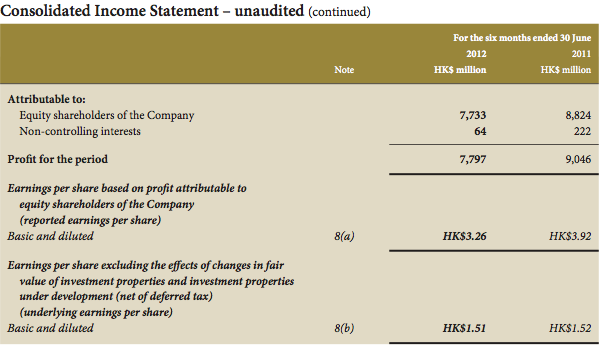 Consolidated Income Statement – unaudited (continued)
For the six months ended 30 June
2012 2011
Note HK$ million HK$ million
Attributable to:
Equity shareholders of the Company 7,733 8,824
Non-controlling interests 64 222
Profit for the period 7,797 9,046
Earnings per share based on profit attributable to
equity shareholders of the Company
(reported earnings per share)
Basic and diluted 8(a) HK$3.26 HK$3.92
Earnings per share excluding the effects of changes in fair
value of investment properties and investment properties
under development (net of deferred tax)
(underlying earnings per share)
Basic and diluted 8(b) HK$1.51 HK$1.52